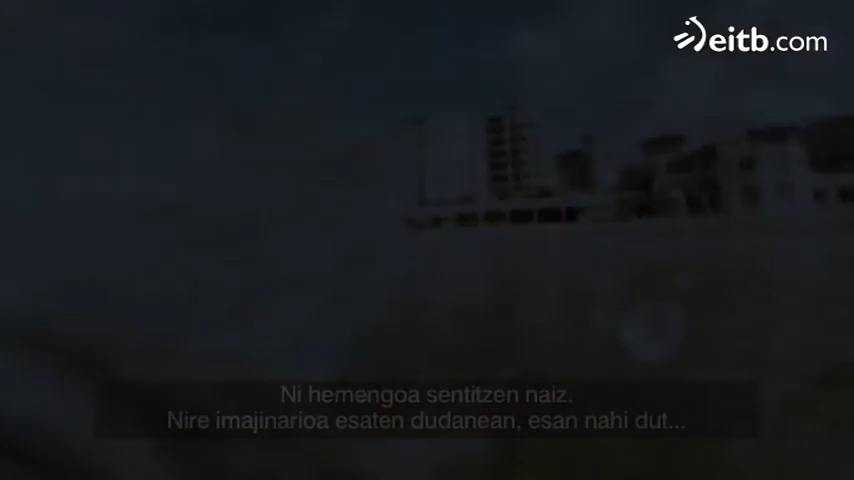 eitb.com
Ni hemengoa sentitzen naiz.
Nire imajinarioa esaten dudanean, esan nahi dut...